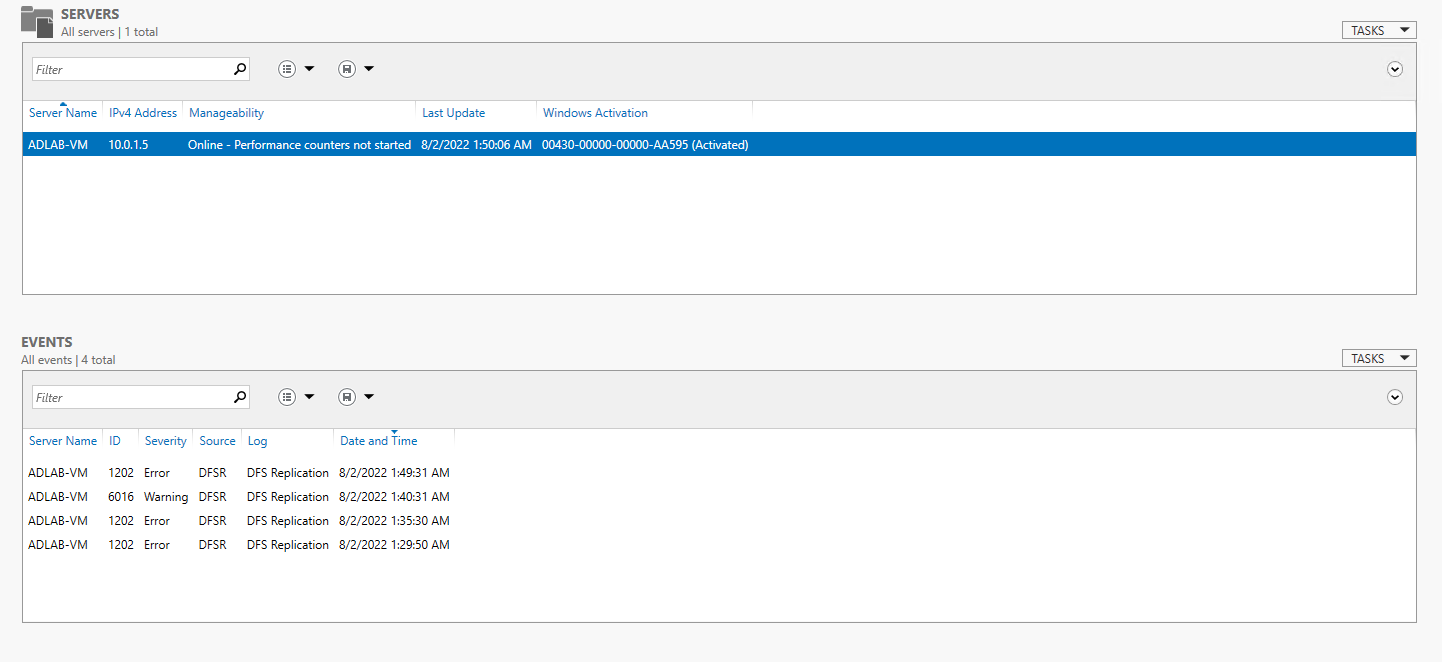 SERVERS
All servers | 1 total
TASKS
Filter
Server Name IPv4 Address Manageability Last Update Windows Activation
ADLAB-VM 10.0.1.5 Online - Performance counters not started 8/2/2022 1:50:06 AM 00430-00000-00000-AA595 (Activated)
EVENTS
All events | 4 total
TASKS
Filter
Server Name ID Severity Source Log Date and Time
ADLAB-VM 1202 Error DFSR DFS Replication 8/2/2022 1:49:31 AM
ADLAB-VM 6016 Warning DFSR DFS Replication 8/2/2022 1:40:31 AM
ADLAB-VM 1202 Error DFSR DFS Replication 8/2/2022 1:35:30 AM
ADLAB-VM 1202 Error DFSR DFS Replication 8/2/2022 1:29:50 AM